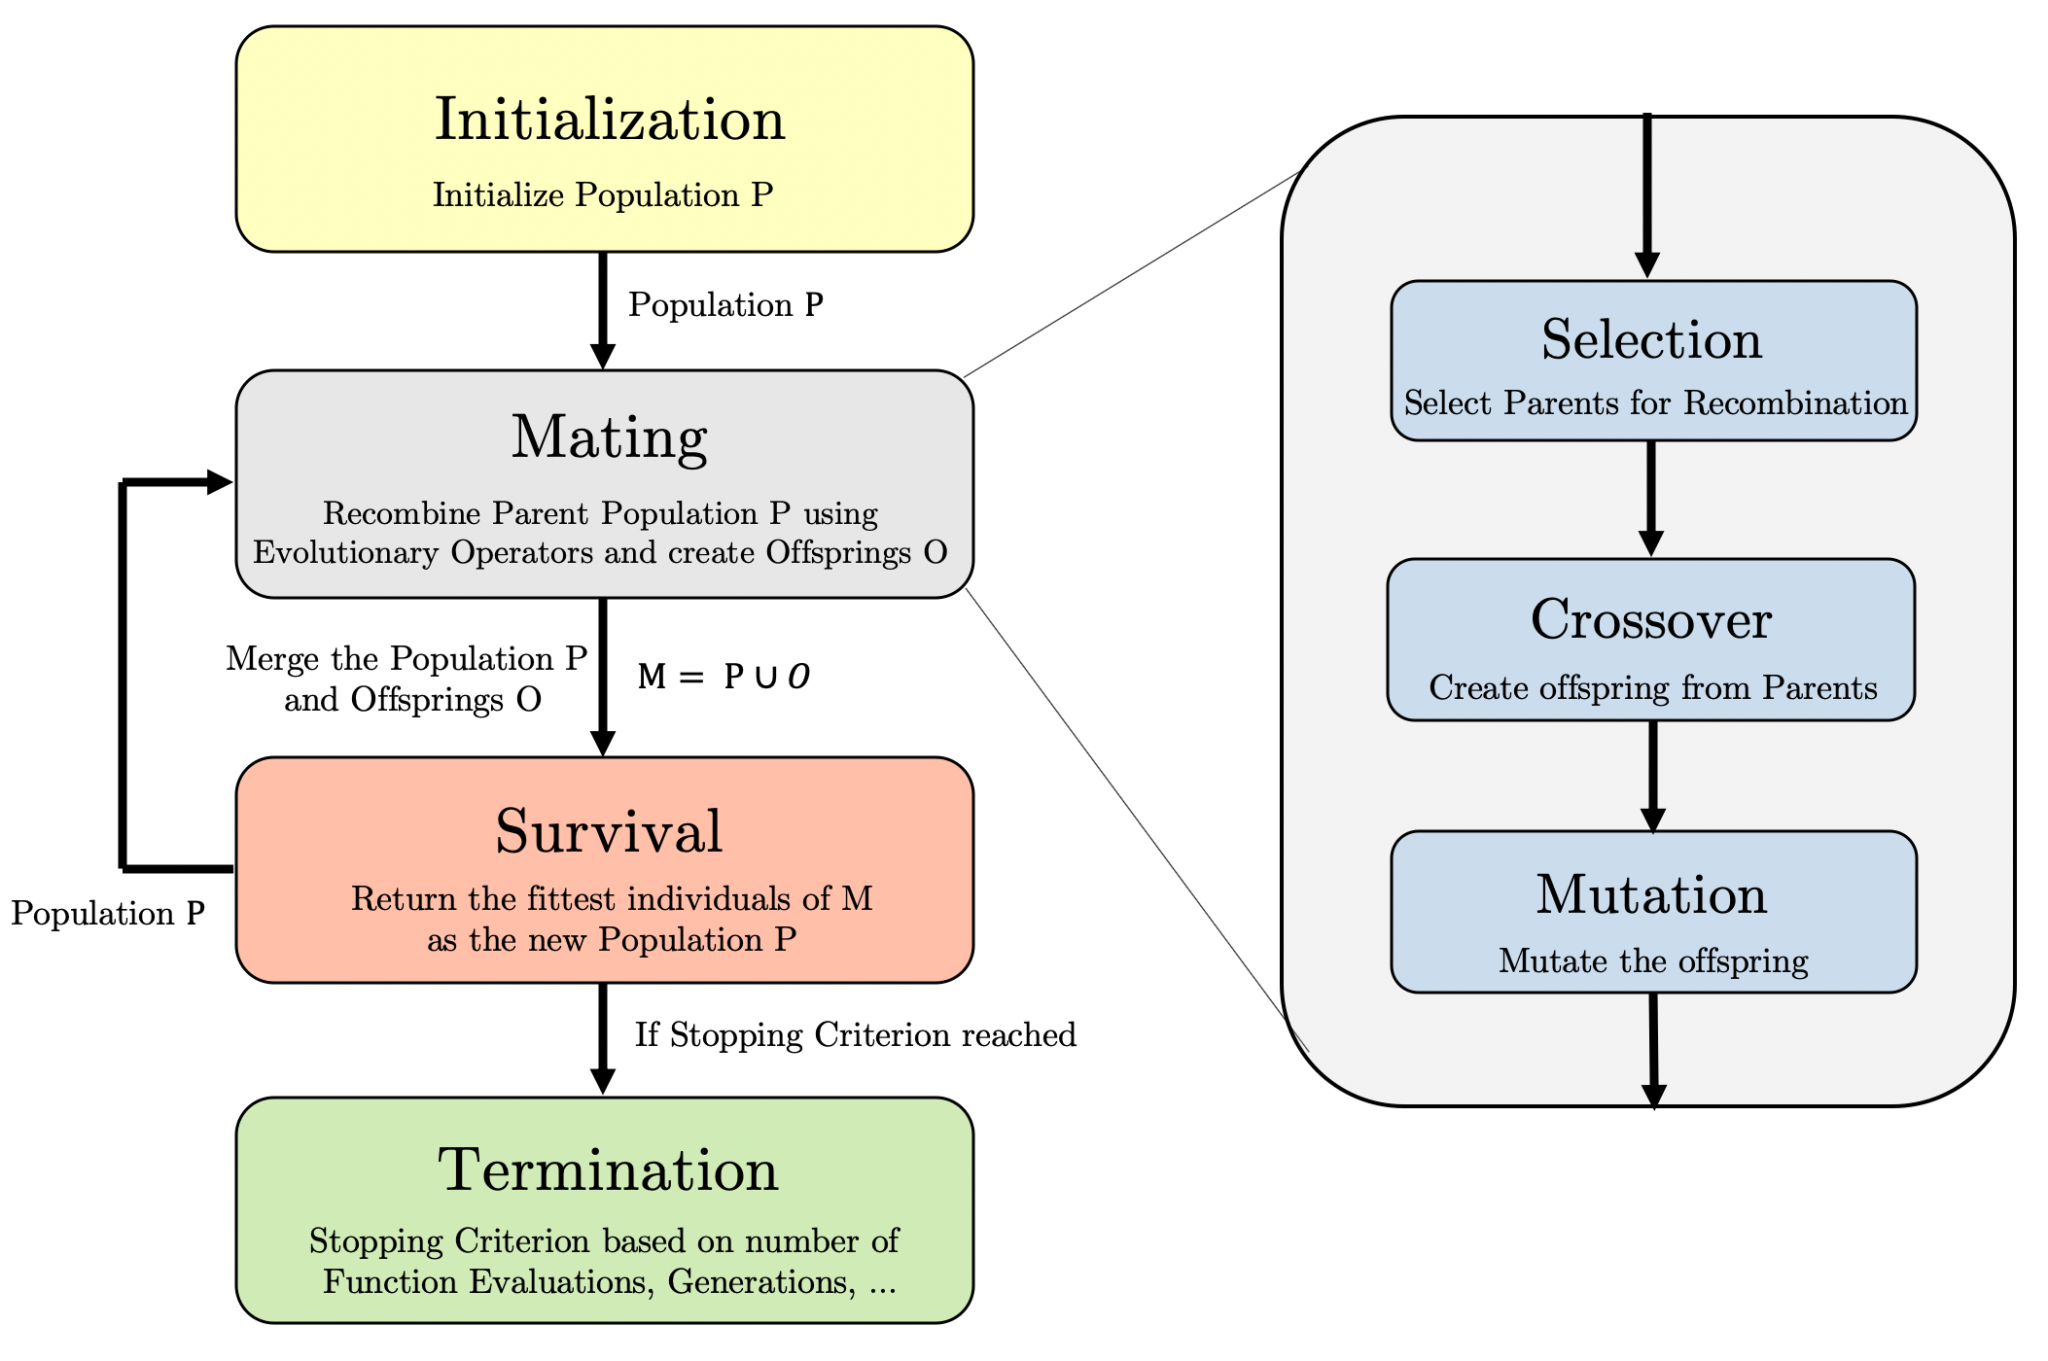 Initialization
Initialize Population P
Population P
Mating
Recombine Parent Population P using
Evolutionary Operators and create Offsprings O
Merge the Population P
and Offsprings O
M = P ∪ O
Survival
Return the fittest individuals of M
as the new Population P
Population P
If Stopping Criterion reached
Termination
Stopping Criterion based on number of
Function Evaluations, Generations, ...
Selection
Select Parents for Recombination
Crossover
Create offspring from Parents
Mutation
Mutate the offspring